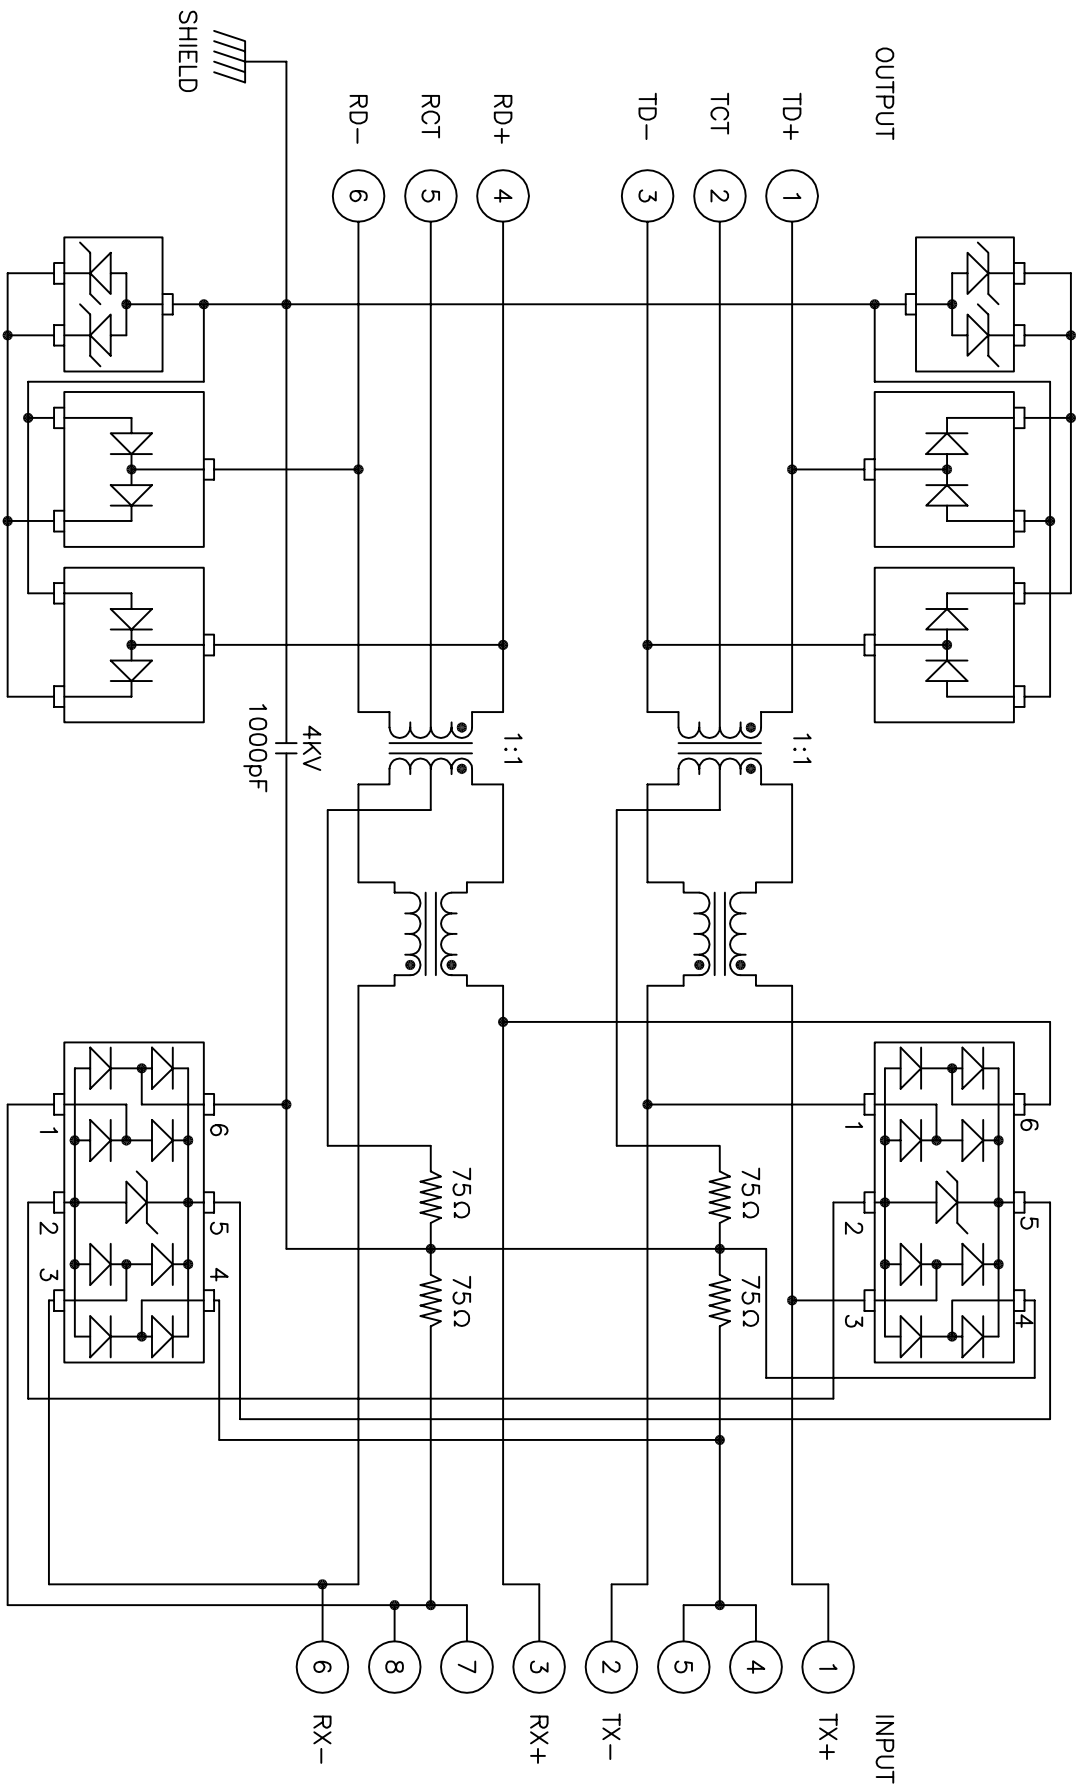 OUTPUT
TD+
1
TCT
2
TD-
3
RD+
4
RCT
5
RD-
6
SHIELD
1:1
1:1
4KV
1000pF
6
5
4
1
2
3
75Ω
75Ω
75Ω
75Ω
6
5
4
1
2
3
INPUT
1
TX+
4
5
2
TX-
3
RX+
7
8
6
RX-